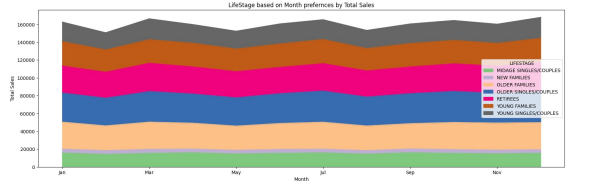 LifeStage based on Month prefernces by Total Sales
160000
140000
120000
100000
80000
60000
40000
20000
0
Total Sales
Jan
Mar
May
Jul
Sep
Nov
Month
LIFESTAGE
MIDAGE SINGLES/COUPLES
NEW FAMILIES
OLDER FAMILIES
OLDER SINGLES/COUPLES
RETIREES
YOUNG FAMILIES
YOUNG SINGLES/COUPLES